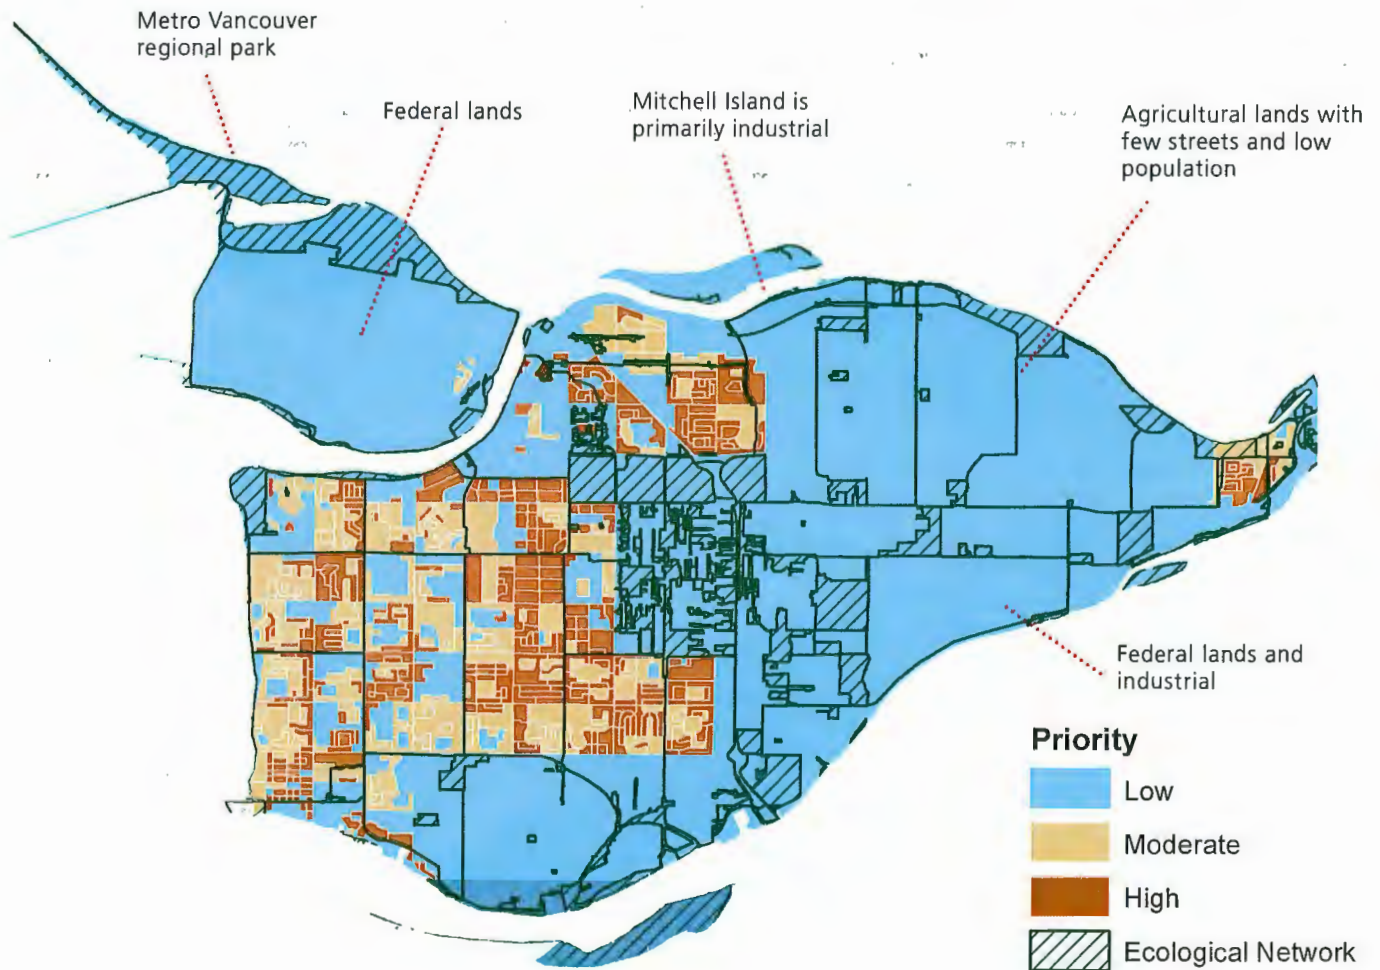 Metro Vancouver
regional park
Federal lands
Mitchell Island is
primarily industrial
Agricultural lands with
few streets and low
population
Federal lands and
industrial
Priority
Low
Moderate
High
Ecological Network